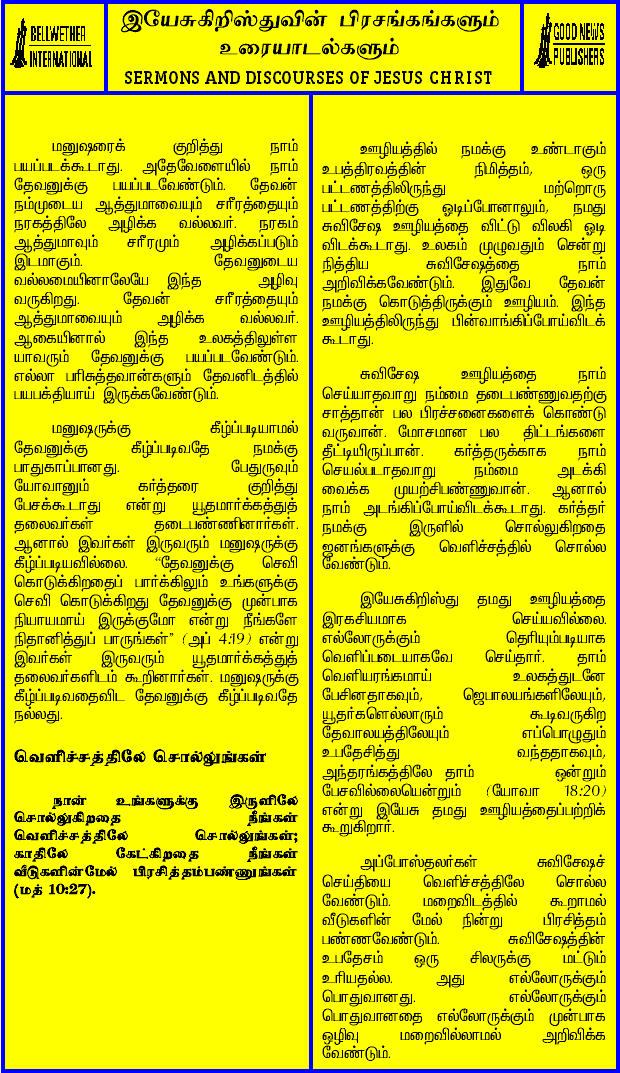 BELLWETHER
INTERNATIONAL
இயேசுகிறிஸ்துவின் பிரசங்கங்களும்
உரையாடல்களும்
SERMONS AND DISCOURSES OF JESUS CHRIST
GOOD NEWS
PUBLISHERS
மனுஷரைக் குறித்து நாம்
பயப்படக்கூடாது. அதேவேளையில் நாம்
தேவனுக்கு பயப்படவேண்டும். தேவன்
நம்முடைய ஆத்துமாவையும் சரீரத்தையும்
நரகத்திலே அழிக்க வல்லவர். நரகம்
ஆத்துமாவும் சரீரமும் அழிக்கப்படும்
இடமாகும். தேவனுடைய
வல்லமையினாலேயே இந்த அழிவு
வருகிறது. தேவன் சரீரத்தையும்
ஆத்துமாவையும் அழிக்க வல்லவர்.
ஆகையினால் இந்த உலகத்திலுள்ள
யாவரும் தேவனுக்கு பயப்படவேண்டும்.
எல்லா பரிசுத்தவான்களும் தேவனிடத்தில்
பயபக்தியாய் இருக்கவேண்டும்.
மனுஷருக்கு கீழ்ப்படியாமல்
தேவனுக்கு கீழ்ப்படிவதே நமக்கு
பாதுகாப்பானது. பேதுருவும்
யோவானும் கர்த்தரை குறித்து
பேசக்கூடாது என்று யூதமார்க்கத்துத்
தலைவர்கள் தடைபண்ணினார்கள்.
ஆனால் இவர்கள் இருவரும் மனுஷருக்கு
கீழ்ப்படியவில்லை. “தேவனுக்கு செவி
கொடுக்கிறதைப் பார்க்கிலும் உங்களுக்கு
செவி கொடுக்கிறது தேவனுக்கு முன்பாக
நியாயமாய் இருக்குமோ என்று நீங்களே
நிதானித்துப் பாருங்கள்” (அப் 4:19) என்று
இவர்கள் இருவரும் யூதமார்க்கத்துத்
தலைவர்களிடம் கூறினார்கள். மனுஷருக்கு
கீழ்ப்படிவதைவிட தேவனுக்கு கீழ்ப்படிவதே
நல்லது.
வெளிச்சத்திலே சொல்லுங்கள்
நான் உங்களுக்கு இருளிலே
சொல்லுகிறதை நீங்கள்
வெளிச்சத்திலே சொல்லுங்கள்;
காதிலே கேட்கிறதை நீங்கள்
வீடுகளின்மேல் பிரசித்தம்பண்ணுங்கள்
(மத் 10:27).
ஊழியத்தில் நமக்கு உண்டாகும்
உபத்திரவத்தின் நிமித்தம், ஒரு
பட்டணத்திலிருந்து மற்றொரு
பட்டணத்திற்கு ஓடிப்போனாலும், நமது
சுவிசேஷ ஊழியத்தை விட்டு விலகி ஓடி
விடக்கூடாது. உலகம் முழுவதும் சென்று
நித்திய சுவிசேஷத்தை நாம்
அறிவிக்கவேண்டும். இதுவே தேவன்
நமக்கு கொடுத்திருக்கும் ஊழியம். இந்த
ஊழியத்திலிருந்து பின்வாங்கிப்போய்விடக்
கூடாது.
சுவிசேஷ ஊழியத்தை நாம்
செய்யாதவாறு நம்மை தடைபண்ணுவதற்கு
சாத்தான் பல பிரச்சனைகளைக் கொண்டு
வருவான். மோசமான பல திட்டங்களை
தீட்டியிருப்பான். கர்த்தருக்காக நாம்
செயல்படாதவாறு நம்மை அடக்கி
வைக்க முயற்சிபண்ணுவான். ஆனால்
நாம் அடங்கிப்போய்விடக்கூடாது. கர்த்தர்
நமக்கு இருளில் சொல்லுகிறதை
ஜனங்களுக்கு வெளிச்சத்தில் சொல்ல
வேண்டும்.
இயேசுகிறிஸ்து தமது ஊழியத்தை
இரகசியமாக செய்யவில்லை.
எல்லோருக்கும் தெரியும்படியாக
வெளிப்படையாகவே செய்தார். தாம்
வெளியரங்கமாய் உலகத்துடனே
பேசினதாகவும், ஜெபாலயங்களிலேயும்,
யூதர்களெல்லாரும் கூடிவருகிற
தேவாலயத்திலேயும் எப்பொழுதும்
உபதேசித்து வந்ததாகவும்,
அந்தரங்கத்திலே தாம் ஒன்றும்
பேசவில்லையென்றும் (யோவா 18:20)
என்று இயேசு தமது ஊழியத்தைப்பற்றிக்
கூறுகிறார்.
அப்போஸ்தலர்கள் சுவிசேஷச்
செய்தியை வெளிச்சத்திலே சொல்ல
வேண்டும். மறைவிடத்தில் கூறாமல்
வீடுகளின் மேல் நின்று பிரசித்தம்
பண்ணவேண்டும். சுவிசேஷத்தின்
உபதேசம் ஒரு சிலருக்கு மட்டும்
உரியதல்ல. அது எல்லோருக்கும்
பொதுவானது. எல்லோருக்கும்
பொதுவானதை எல்லோருக்கும் முன்பாக
ஒழிவு மறைவில்லாமல் அறிவிக்க
வேண்டும்.